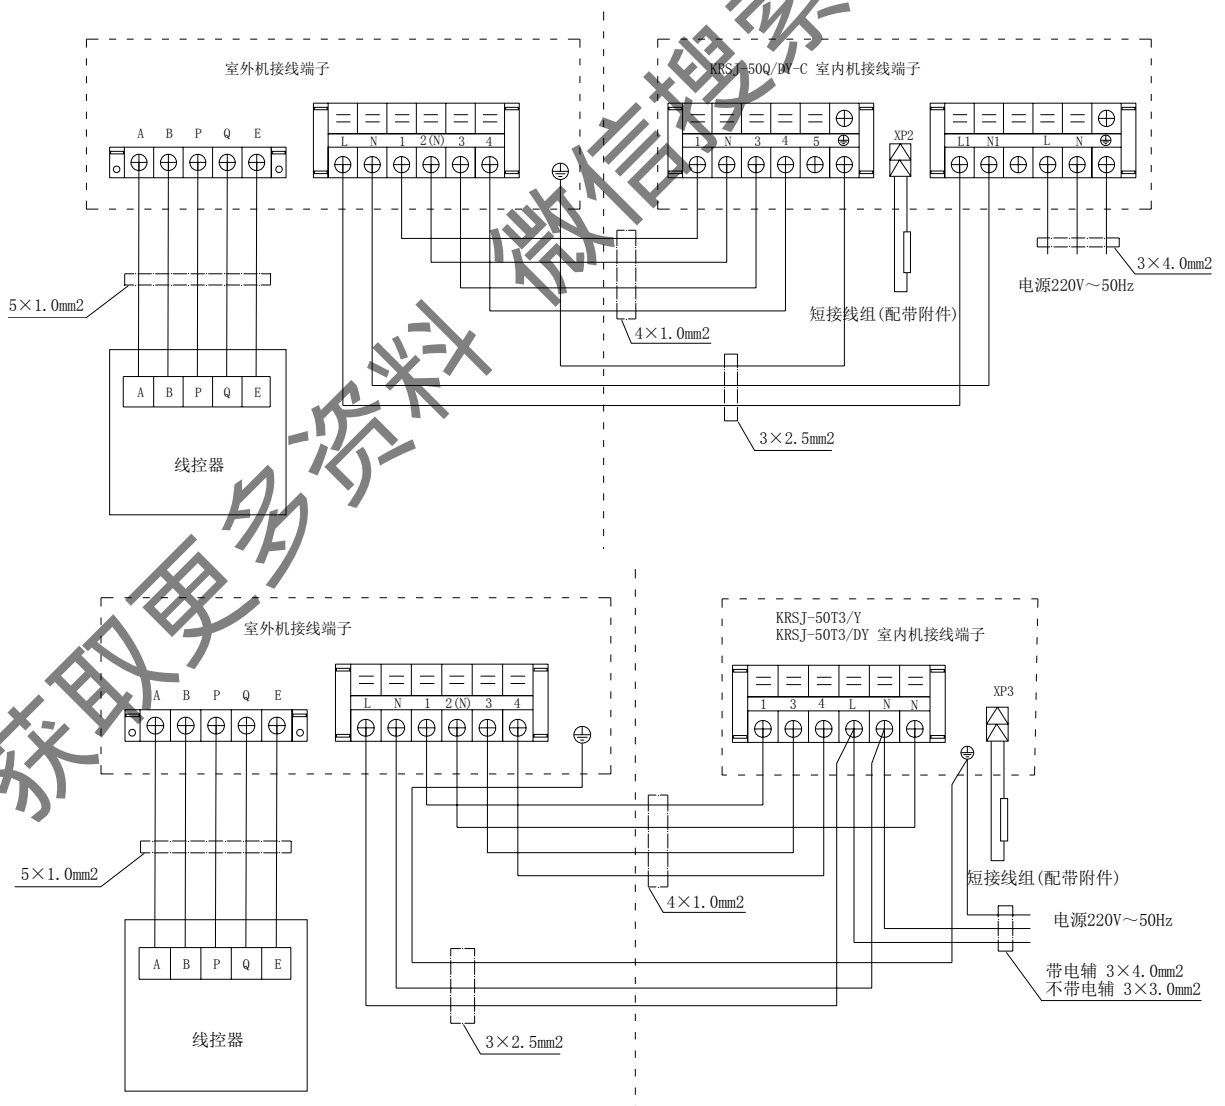 室外机接线端子
KRSJ-50Q/DY-C 室内机接线端子
A B P Q E
L N 1 2(N) 3 4
1 N 3 4 5
XP2
L1 N1 L N
5×1.0mm2
4×1.0mm2
短接线组(配带附件)
3×4.0mm2
电源220V～50Hz
A B P Q E
线控器
3×2.5mm2
室外机接线端子
KRSJ-50T3/Y
KRSJ-50T3/DY 室内机接线端子
A B P Q E
L N 1 2(N) 3 4
1 3 4 L N N
XP3
5×1.0mm2
4×1.0mm2
短接线组(配带附件)
电源220V～50Hz
带电辅 3×4.0mm2
不带电辅 3×3.0mm2
A B P Q E
线控器
3×2.5mm2
获取更多资料 微信搜索